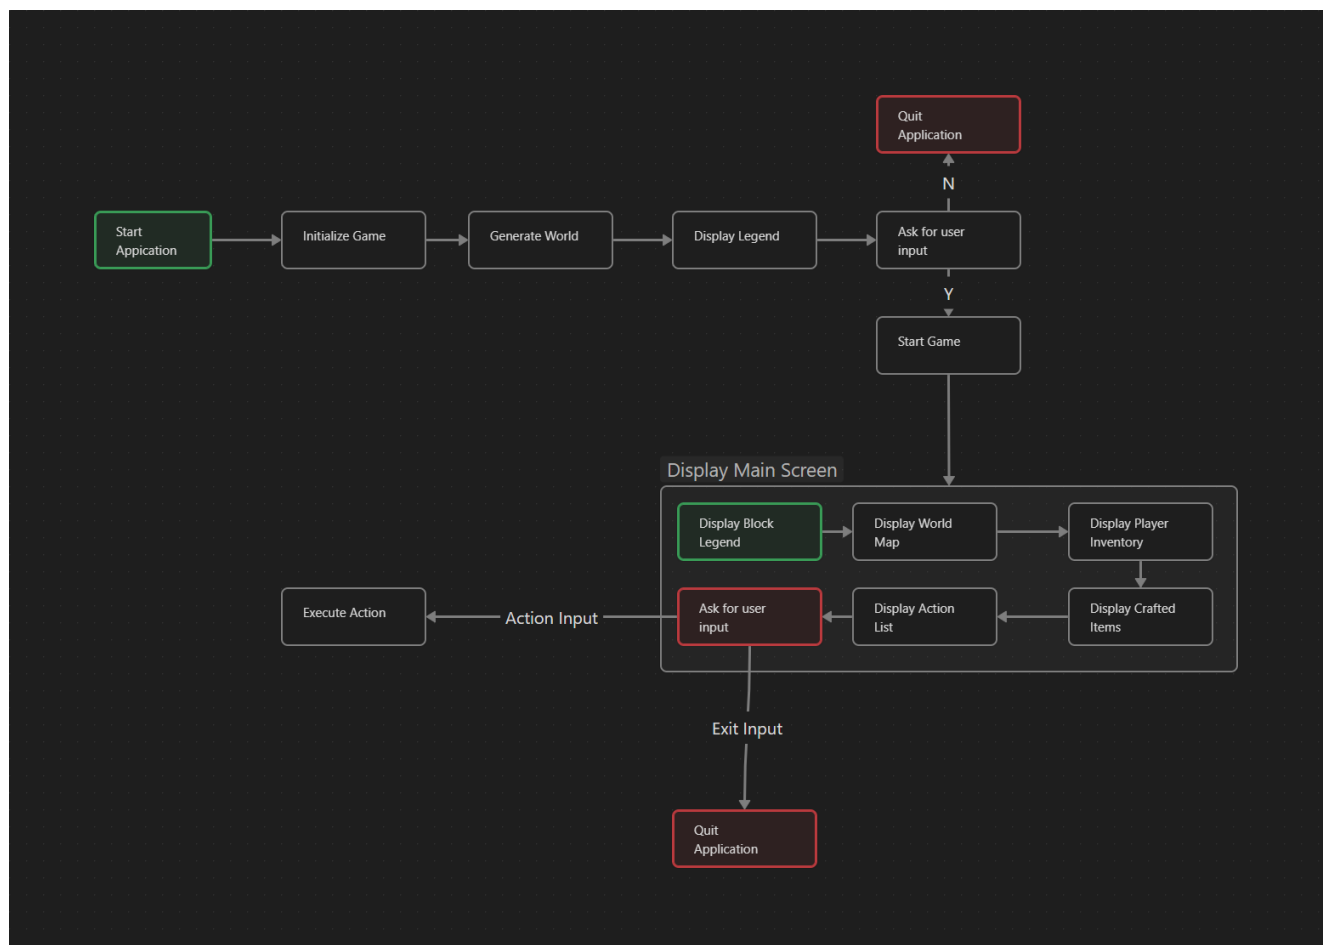 Quit
Application
N
Start
Appication
Initialize Game
Generate World
Display Legend
Ask for user
input
Y
Start Game
Display Main Screen
Display Block
Legend
Display World
Map
Display Player
Inventory
Execute Action
Action Input
Ask for user
input
Display Action
List
Display Crafted
Items
Exit Input
Quit
Application